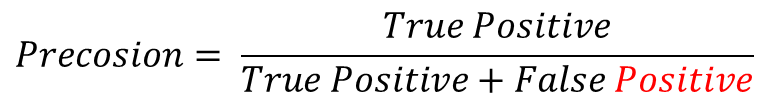 True Positive
Precosion =
True Positive + False Positive